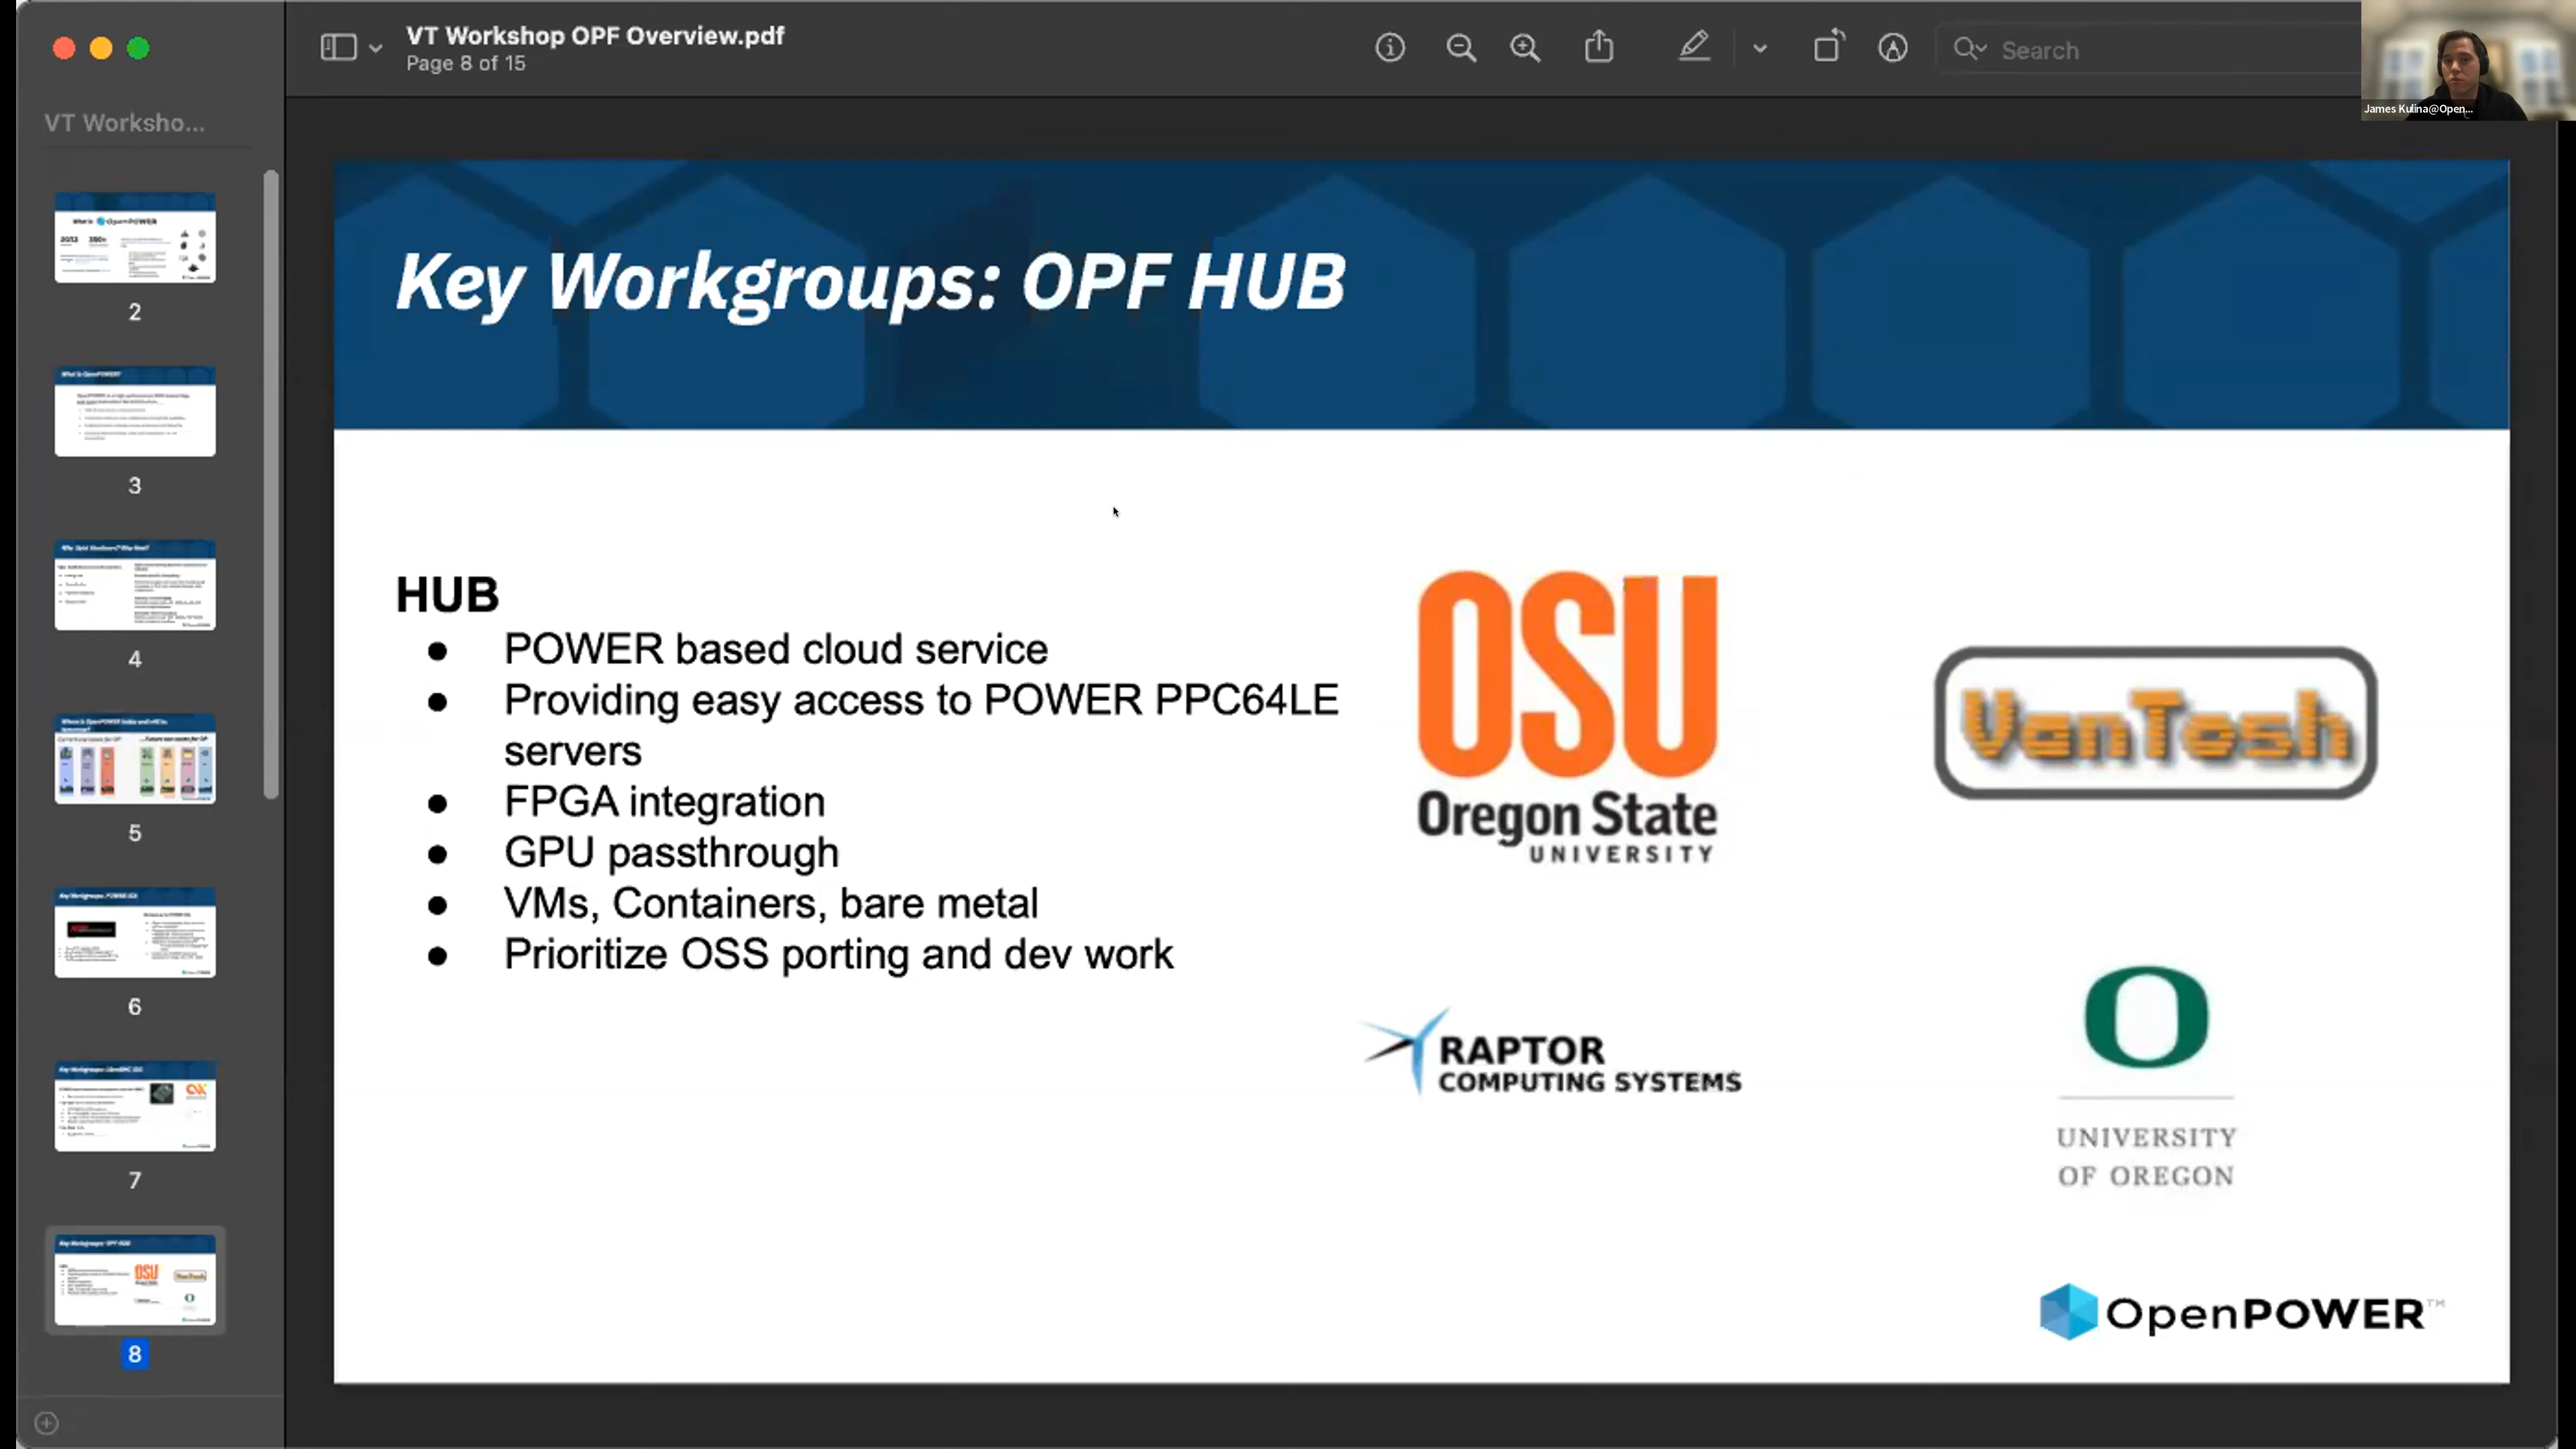 VT Workshop OPF Overview.pdf
Page 8 of 15
Search
James Kulina@Open...
VT Worksho...
2
3
4
5
6
7
8
Key Workgroups: OPF HUB
HUB
● POWER based cloud service
● Providing easy access to POWER PPC64LE
servers
● FPGA integration
● GPU passthrough
● VMs, Containers, bare metal
● Prioritize OSS porting and dev work
OSU
Oregon State
UNIVERSITY
VanTosh
RAPTOR
COMPUTING SYSTEMS
O
UNIVERSITY
OF OREGON
OpenPOWER™